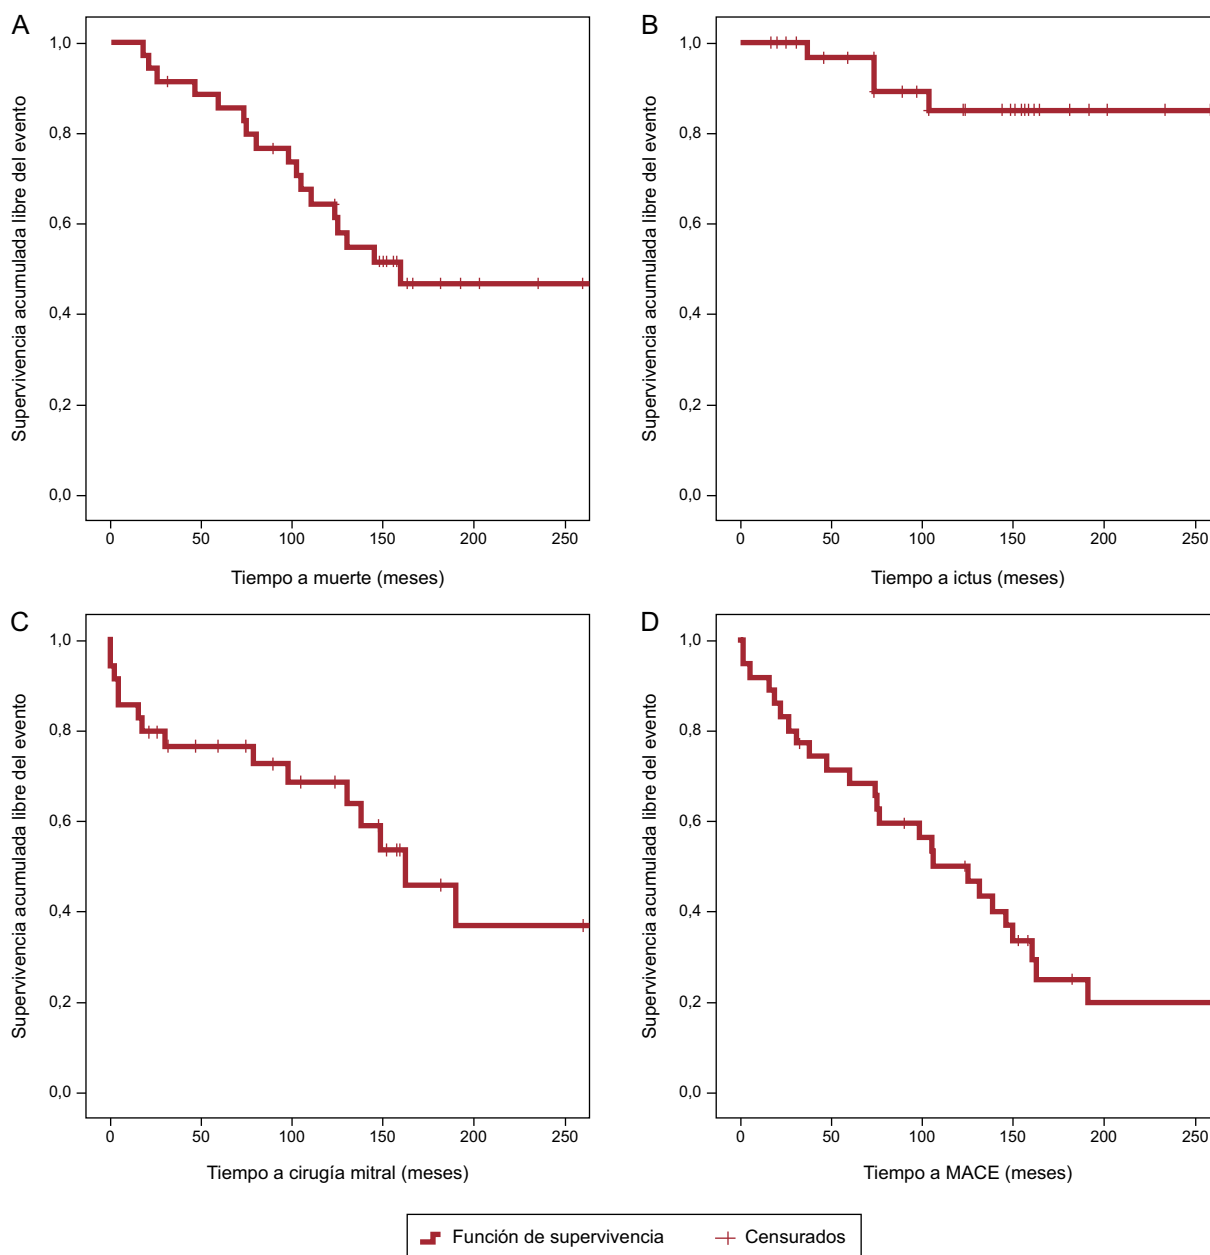 A
Supervivencia acumulada libre del evento
1,0
0,8
0,6
0,4
0,2
0,0
0 50 100 150 200 250
Tiempo a muerte (meses)
B
Supervivencia acumulada libre del evento
1,0
0,8
0,6
0,4
0,2
0,0
0 50 100 150 200 250
Tiempo a ictus (meses)
C
Supervivencia acumulada libre del evento
1,0
0,8
0,6
0,4
0,2
0,0
0 50 100 150 200 250
Tiempo a cirugía mitral (meses)
D
Supervivencia acumulada libre del evento
1,0
0,8
0,6
0,4
0,2
0,0
0 50 100 150 200 250
Tiempo a MACE (meses)
Función de supervivencia Censurados